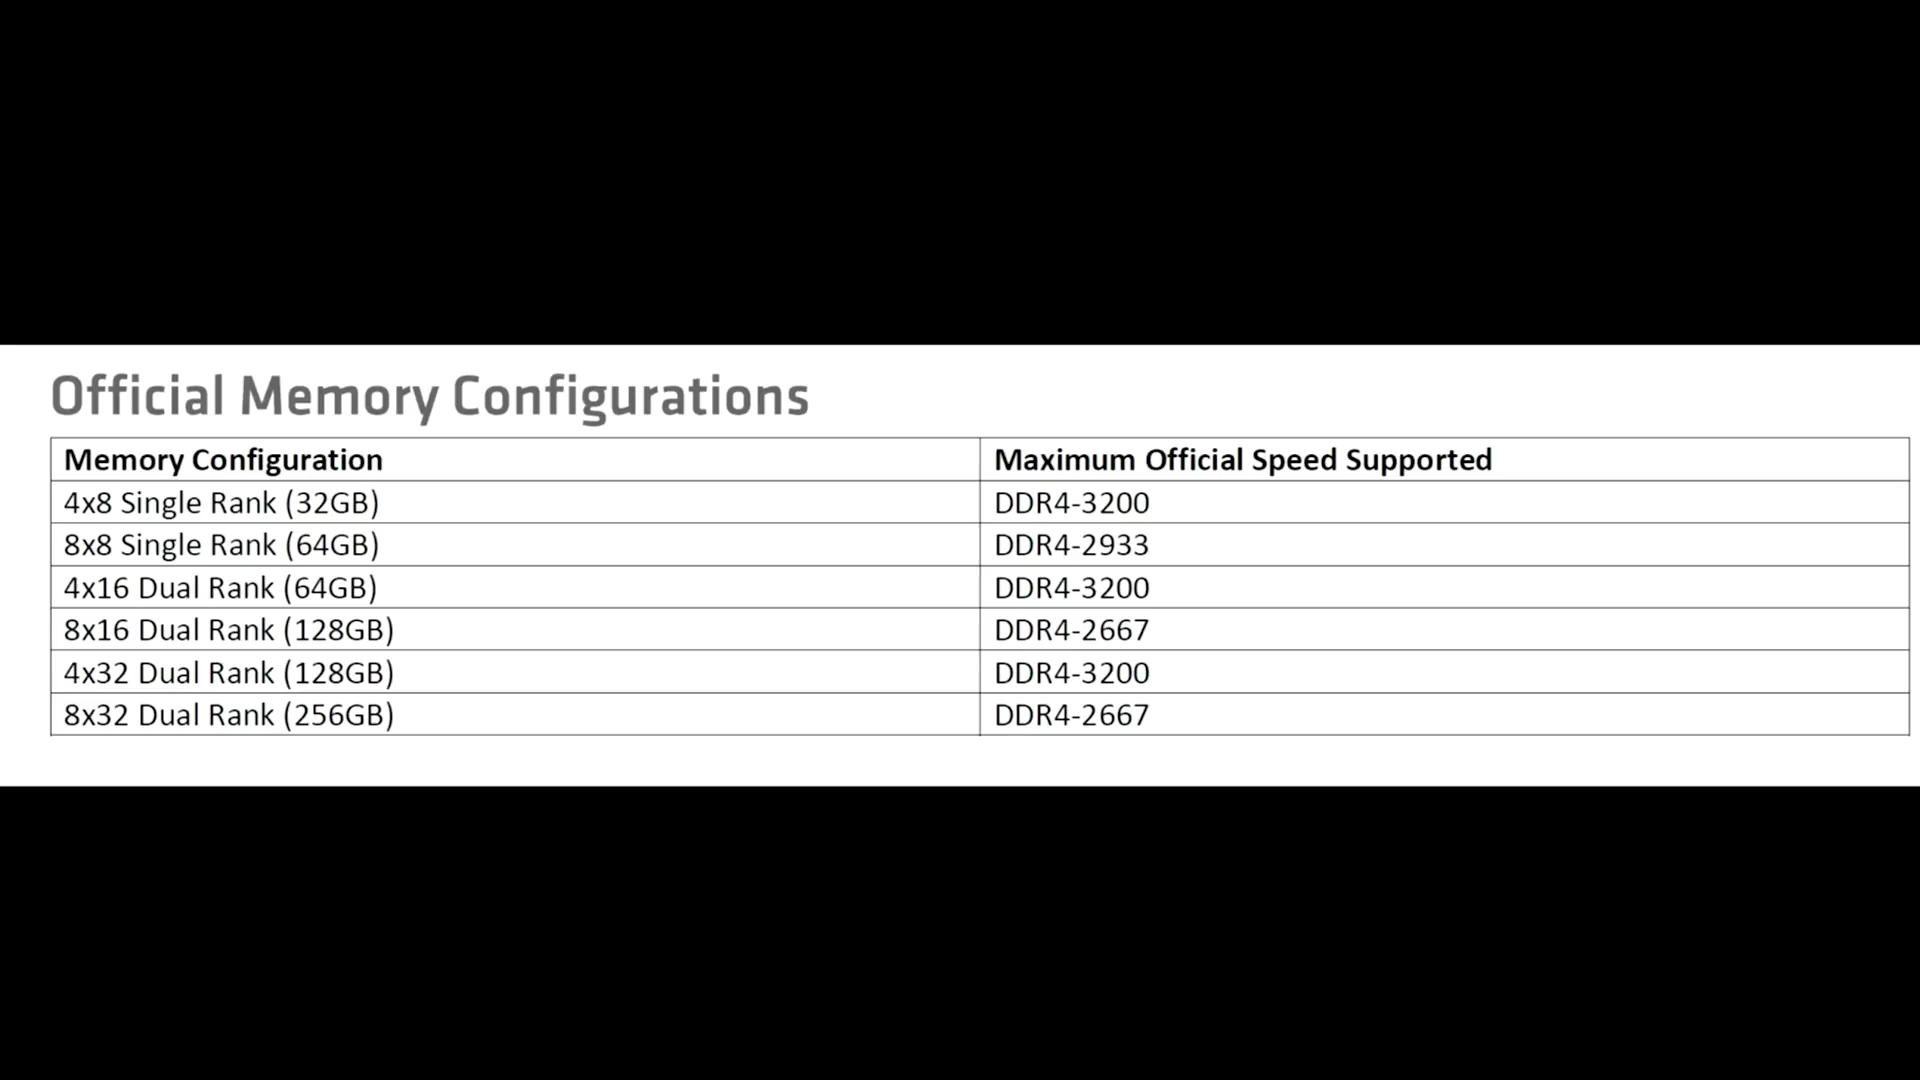 Official Memory Configurations
Memory Configuration Maximum Official Speed Supported
4x8 Single Rank (32GB) DDR4-3200
8x8 Single Rank (64GB) DDR4-2933
4x16 Dual Rank (64GB) DDR4-3200
8x16 Dual Rank (128GB) DDR4-2667
4x32 Dual Rank (128GB) DDR4-3200
8x32 Dual Rank (256GB) DDR4-2667